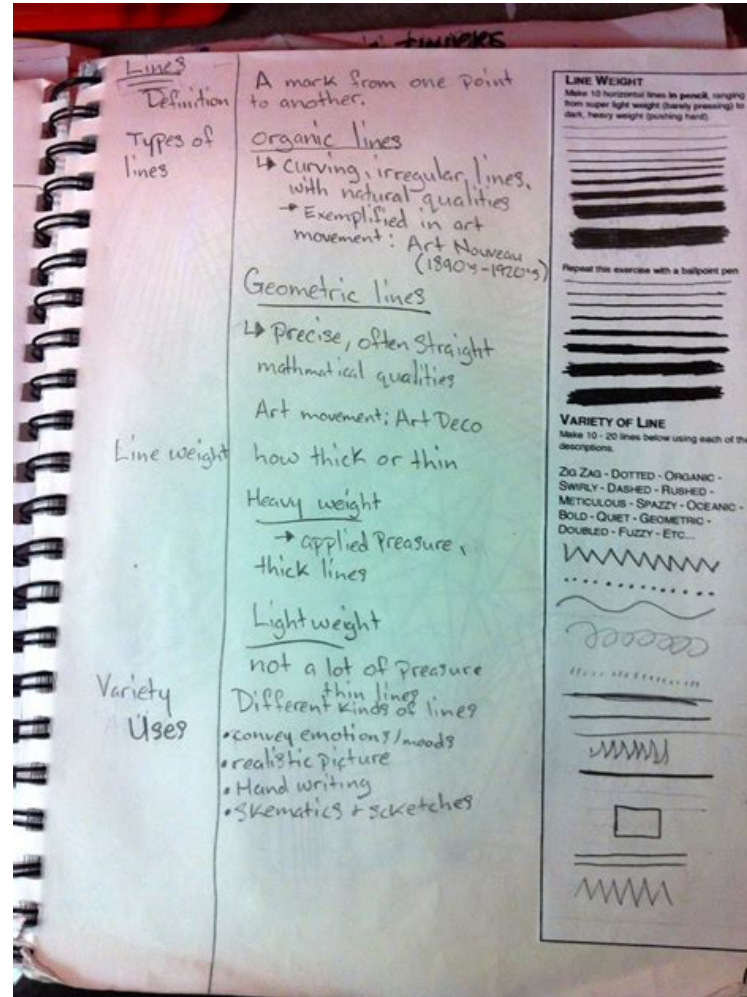 travelers
Lines
Definition
A mark from one point
to another.
Types of
lines
organic lines
↳ curving, irregular, lines,
with natural qualities
→ Exemplified in art
movement: Art Nouveau
(1890's-1920's)
Geometric lines
↳ precise, often straight
mathmatical qualities
Art movement: Art Deco
Line weight
how thick or thin
Heavy weight
→ applied Preasure,
thick lines
Light weight
not a lot of preasure
thin lines
Variety
Different kinds of lines
Uses
• convey emotions/moods
• realistic picture
• Hand writing
• Skematics + scketches
LINE WEIGHT
Make 10 horizontal lines in pencil, ranging
from super light weight (barely pressing) to
dark, heavy weight (pushing hard).
Repeat this exercise with a ballpoint pen
VARIETY OF LINE
Make 10 - 20 lines below using each of the
descriptions.
ZIG ZAG - DOTTED - ORGANIC -
SWIRLY - DASHED - RUSHED -
METICULOUS - SPAZZY - OCEANIC -
BOLD - QUIET - GEOMETRIC -
DOUBLED - FUZZY - ETC...